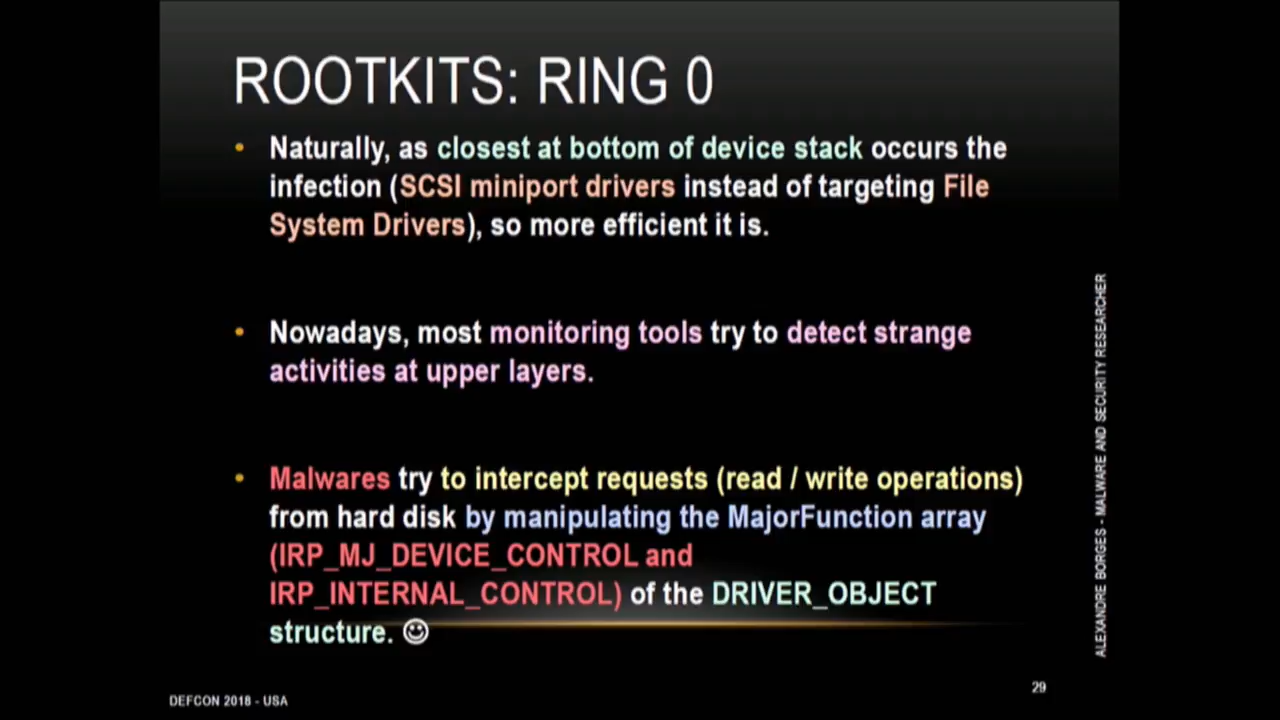 ROOTKITS: RING 0
• Naturally, as closest at bottom of device stack occurs the
infection (SCSI miniport drivers instead of targeting File
System Drivers), so more efficient it is.
• Nowadays, most monitoring tools try to detect strange
activities at upper layers.
• Malwares try to intercept requests (read / write operations)
from hard disk by manipulating the MajorFunction array
(IRP_MJ_DEVICE_CONTROL and
IRP_INTERNAL_CONTROL) of the DRIVER_OBJECT
structure. ☺
ALEXANDRE BORGES - MALWARE AND SECURITY RESEARCHER
DEFCON 2018 - USA
29